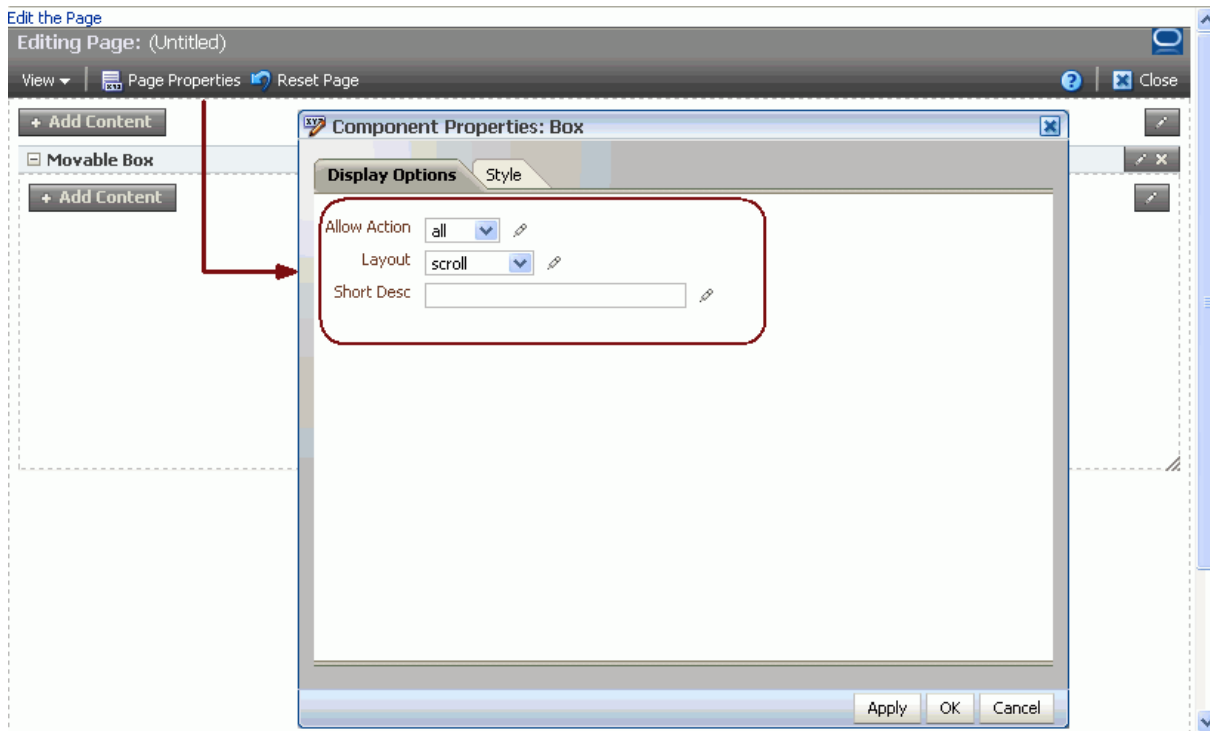 Edit the Page
Editing Page: (Untitled)
View Page Properties Reset Page ? Close
+ Add Content
Component Properties: Box
Movable Box
Display Options Style
+ Add Content
Allow Action all
Layout scroll
Short Desc
Apply OK Cancel